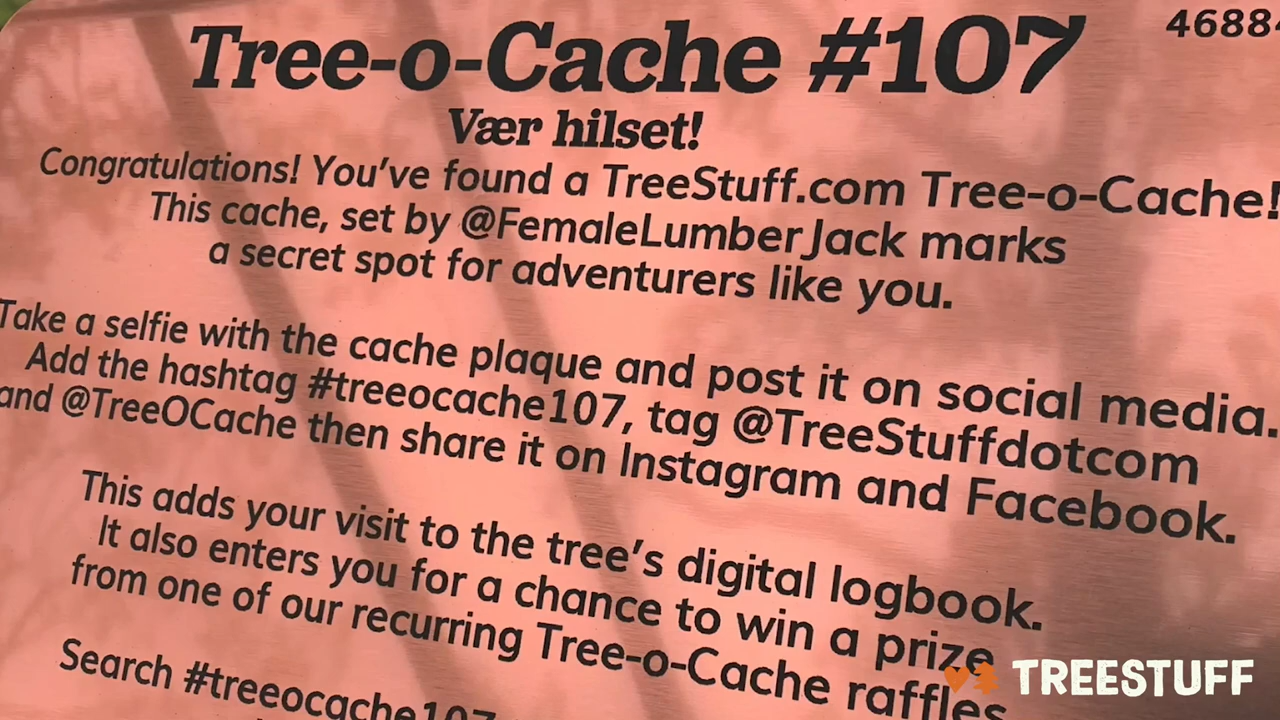 4688
Tree-o-Cache #107
Vær hilset!
Congratulations! You've found a TreeStuff.com Tree-o-Cache!
This cache, set by @FemaleLumberJack marks
a secret spot for adventurers like you.
Take a selfie with the cache plaque and post it on social media.
Add the hashtag #treeocache107, tag @TreeStuffdotcom
and @TreeOCache then share it on Instagram and Facebook.
This adds your visit to the tree's digital logbook.
It also enters you for a chance to win a prize
from one of our recurring Tree-o-Cache raffles
Search #treeocache107
TREESTUFF